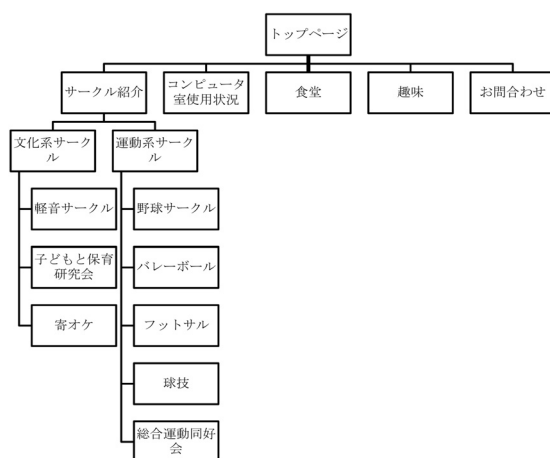 トップページ
サークル紹介
コンピュータ
室使用状況
食堂
趣味
お問合わせ
文化系サーク
ル
運動系サーク
ル
軽音サークル
野球サークル
子どもと保育
研究会
バレーボール
寄オケ
フットサル
球技
総合運動同好
会